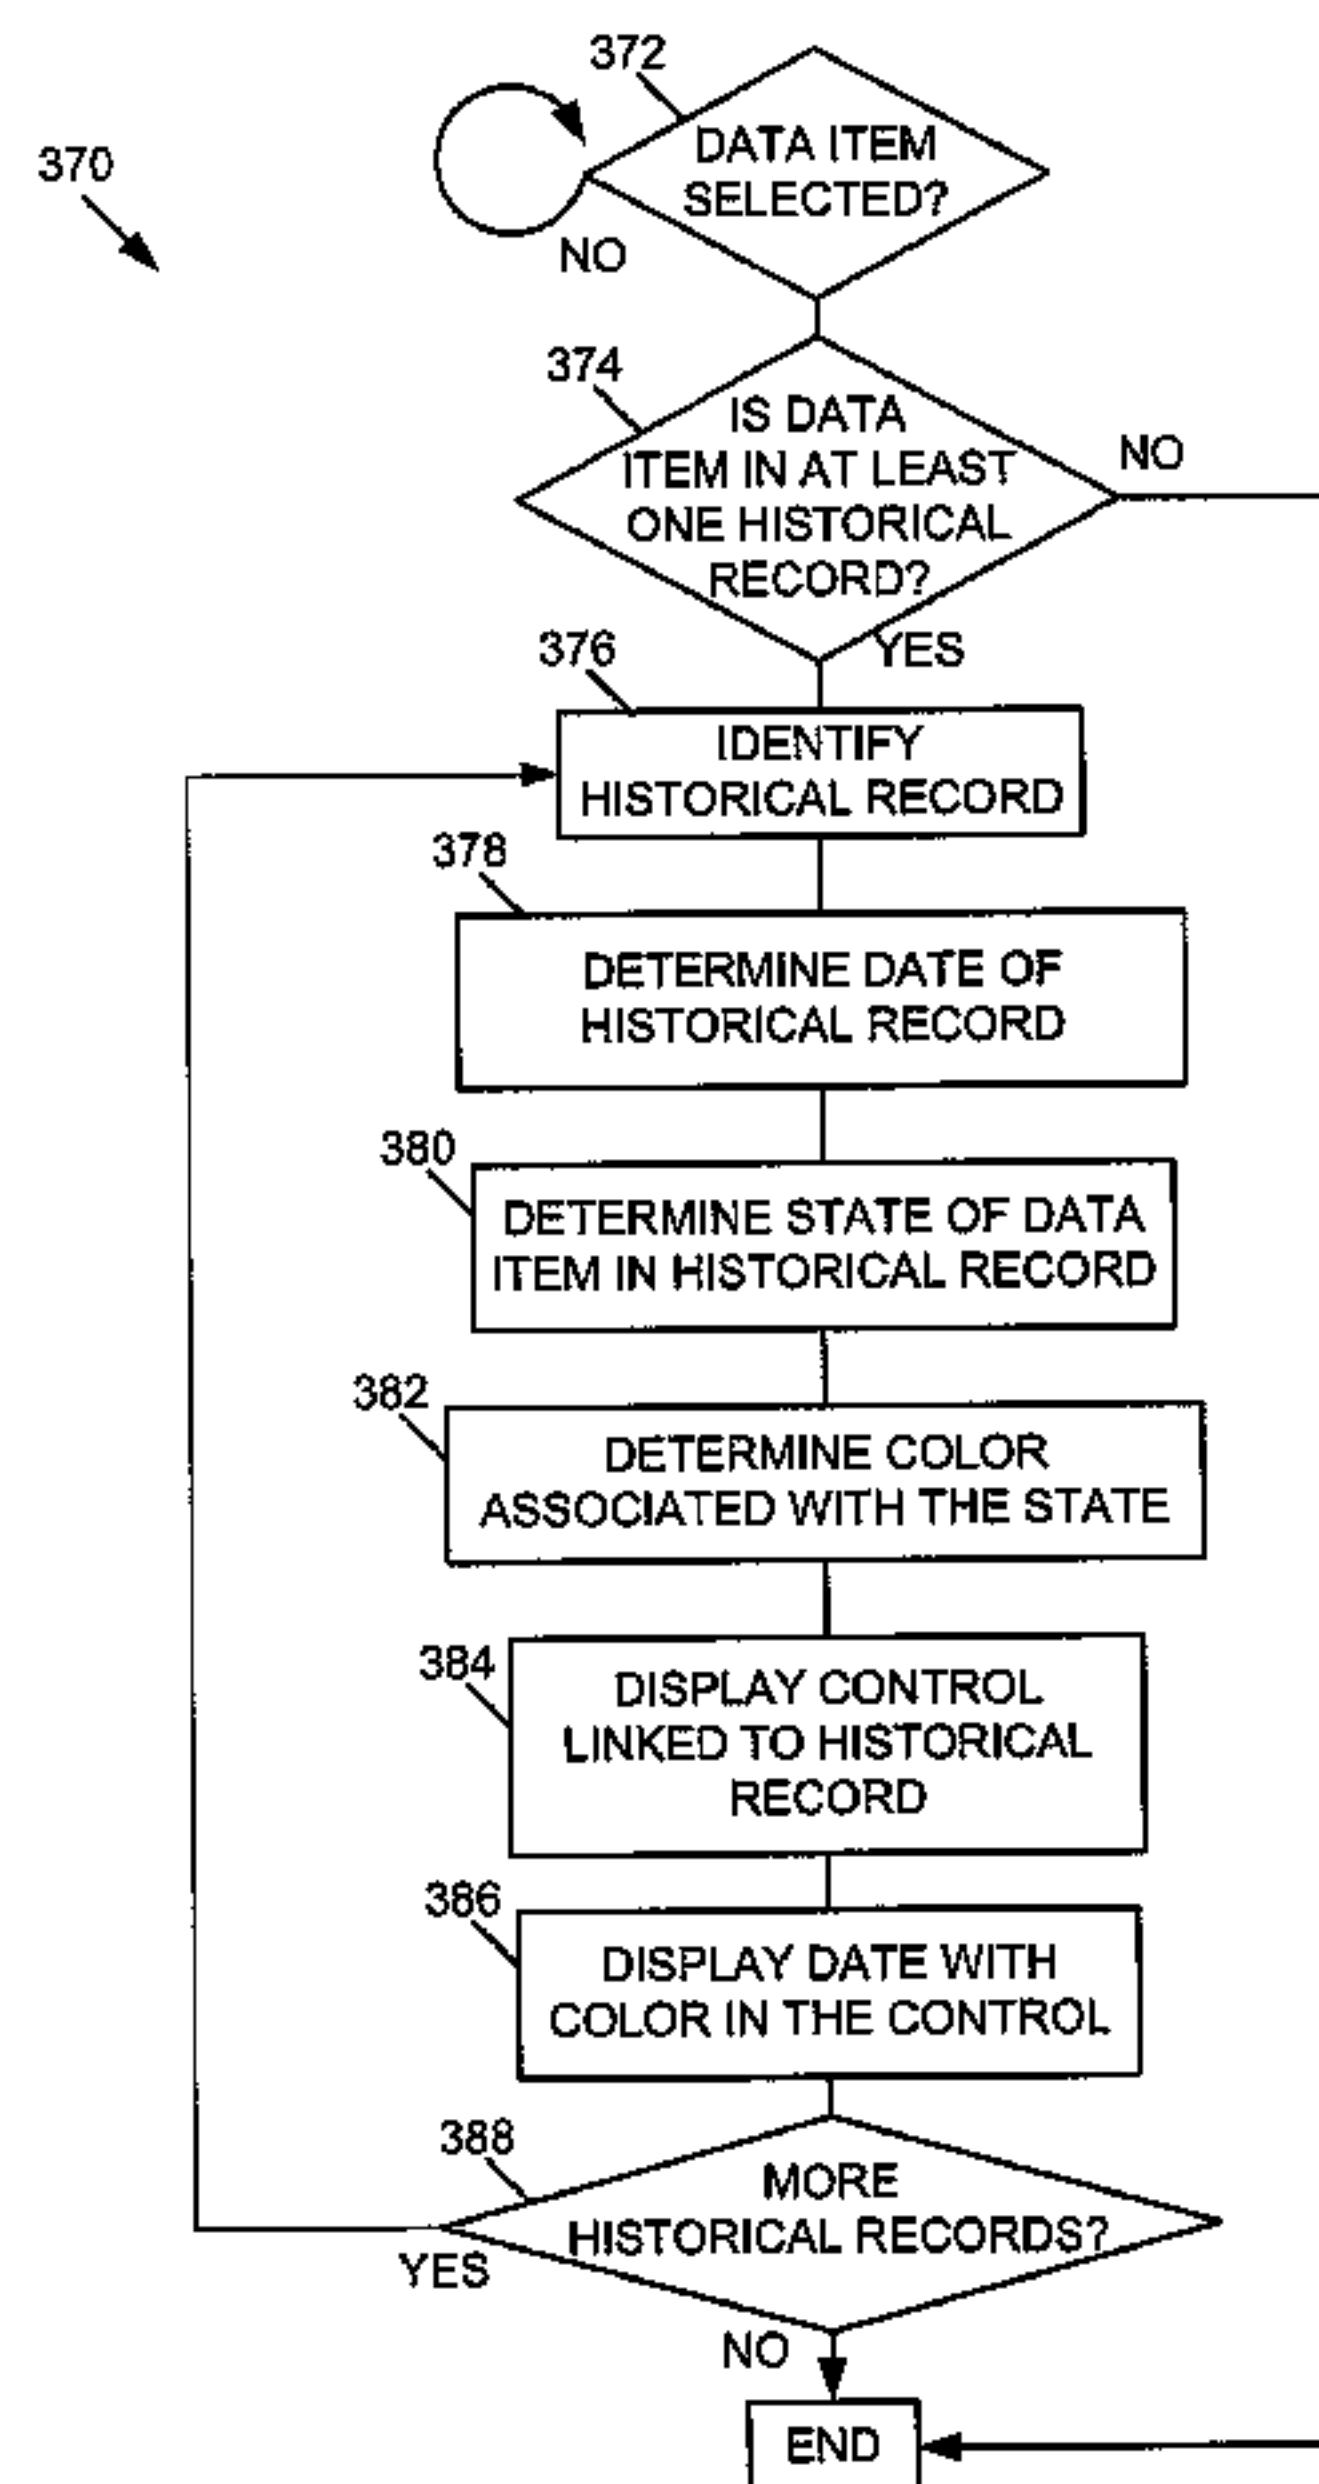 372
DATA ITEM
SELECTED?
370
NO
374
IS DATA
ITEM IN AT LEAST
ONE HISTORICAL
RECORD?
NO
YES
376
IDENTIFY
HISTORICAL RECORD
378
DETERMINE DATE OF
HISTORICAL RECORD
380
DETERMINE STATE OF DATA
ITEM IN HISTORICAL RECORD
382
DETERMINE COLOR
ASSOCIATED WITH THE STATE
384
DISPLAY CONTROL
LINKED TO HISTORICAL
RECORD
386
DISPLAY DATE WITH
COLOR IN THE CONTROL
388
MORE
HISTORICAL RECORDS?
YES
NO
END